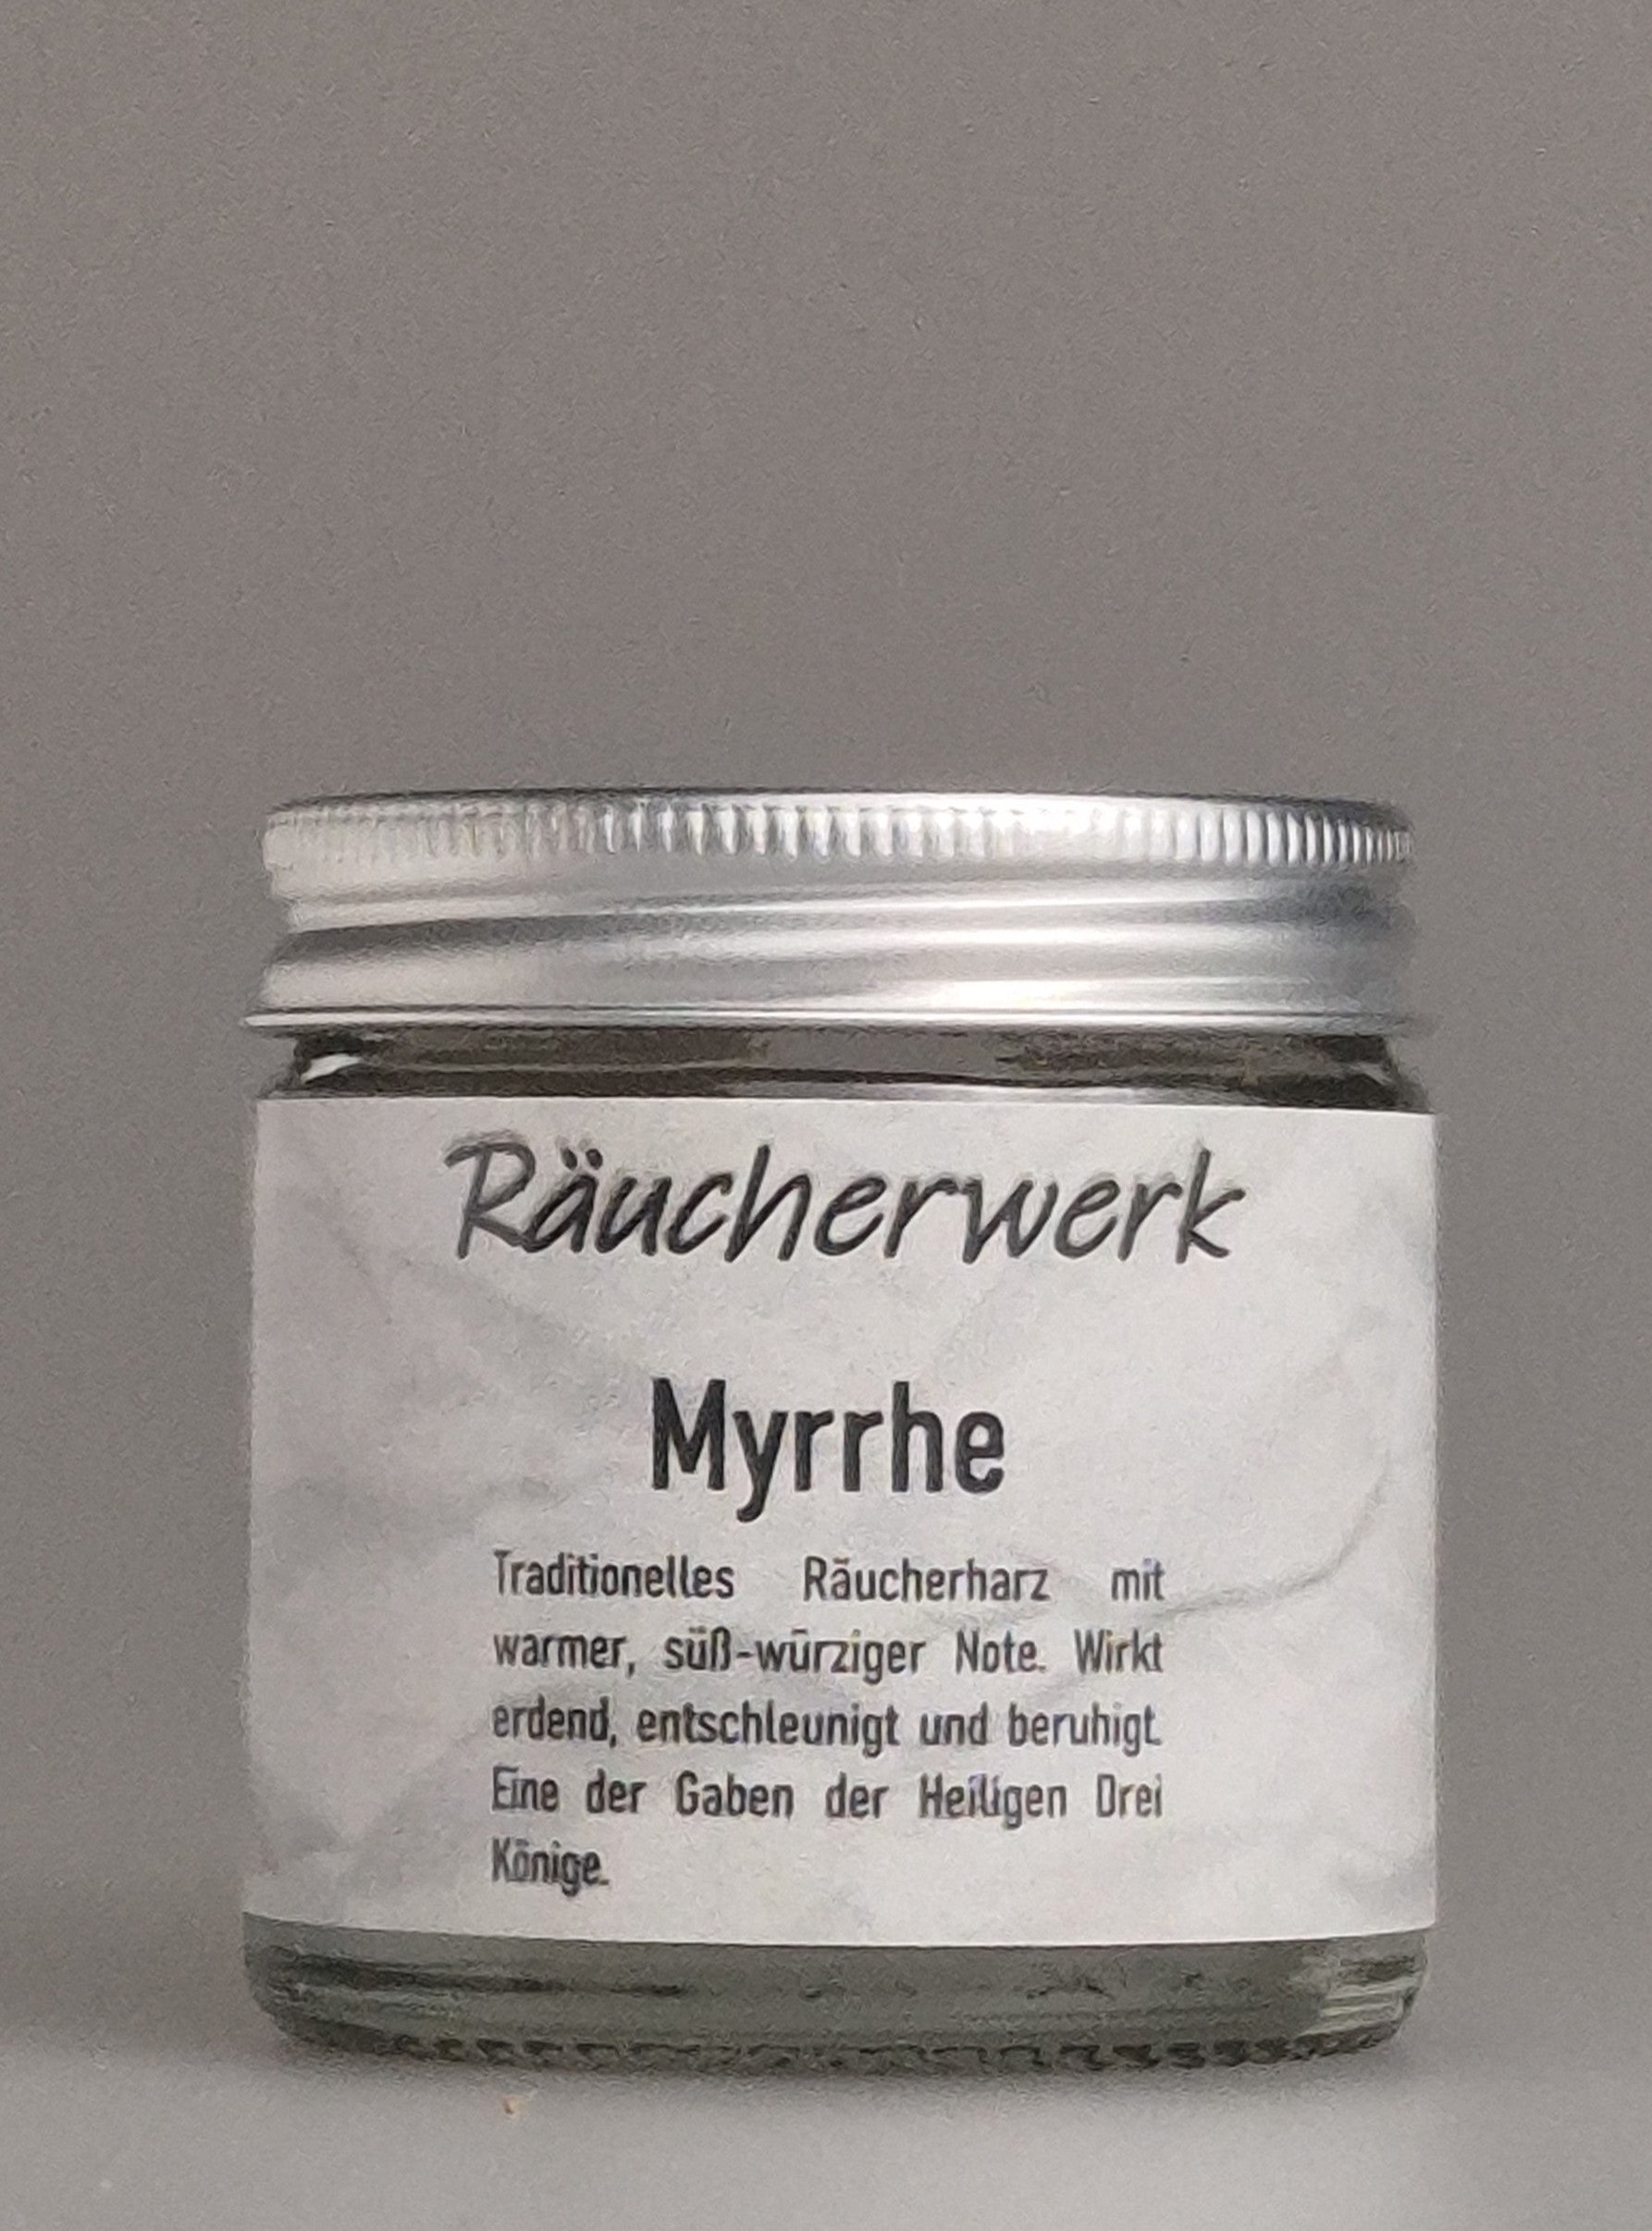 Räucherwerk
Myrrhe
Traditionelles Räucherharz mit
warmer, süß-würziger Note. Wirkt
erdend, entschleunigt und beruhigt.
Eine der Gaben der Heiligen Drei
Könige.